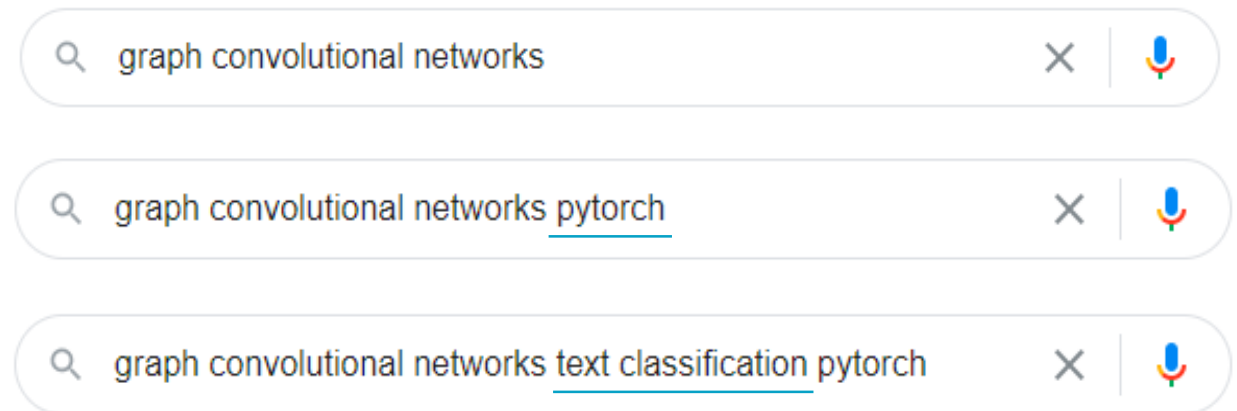 graph convolutional networks
graph convolutional networks pytorch
graph convolutional networks text classification pytorch